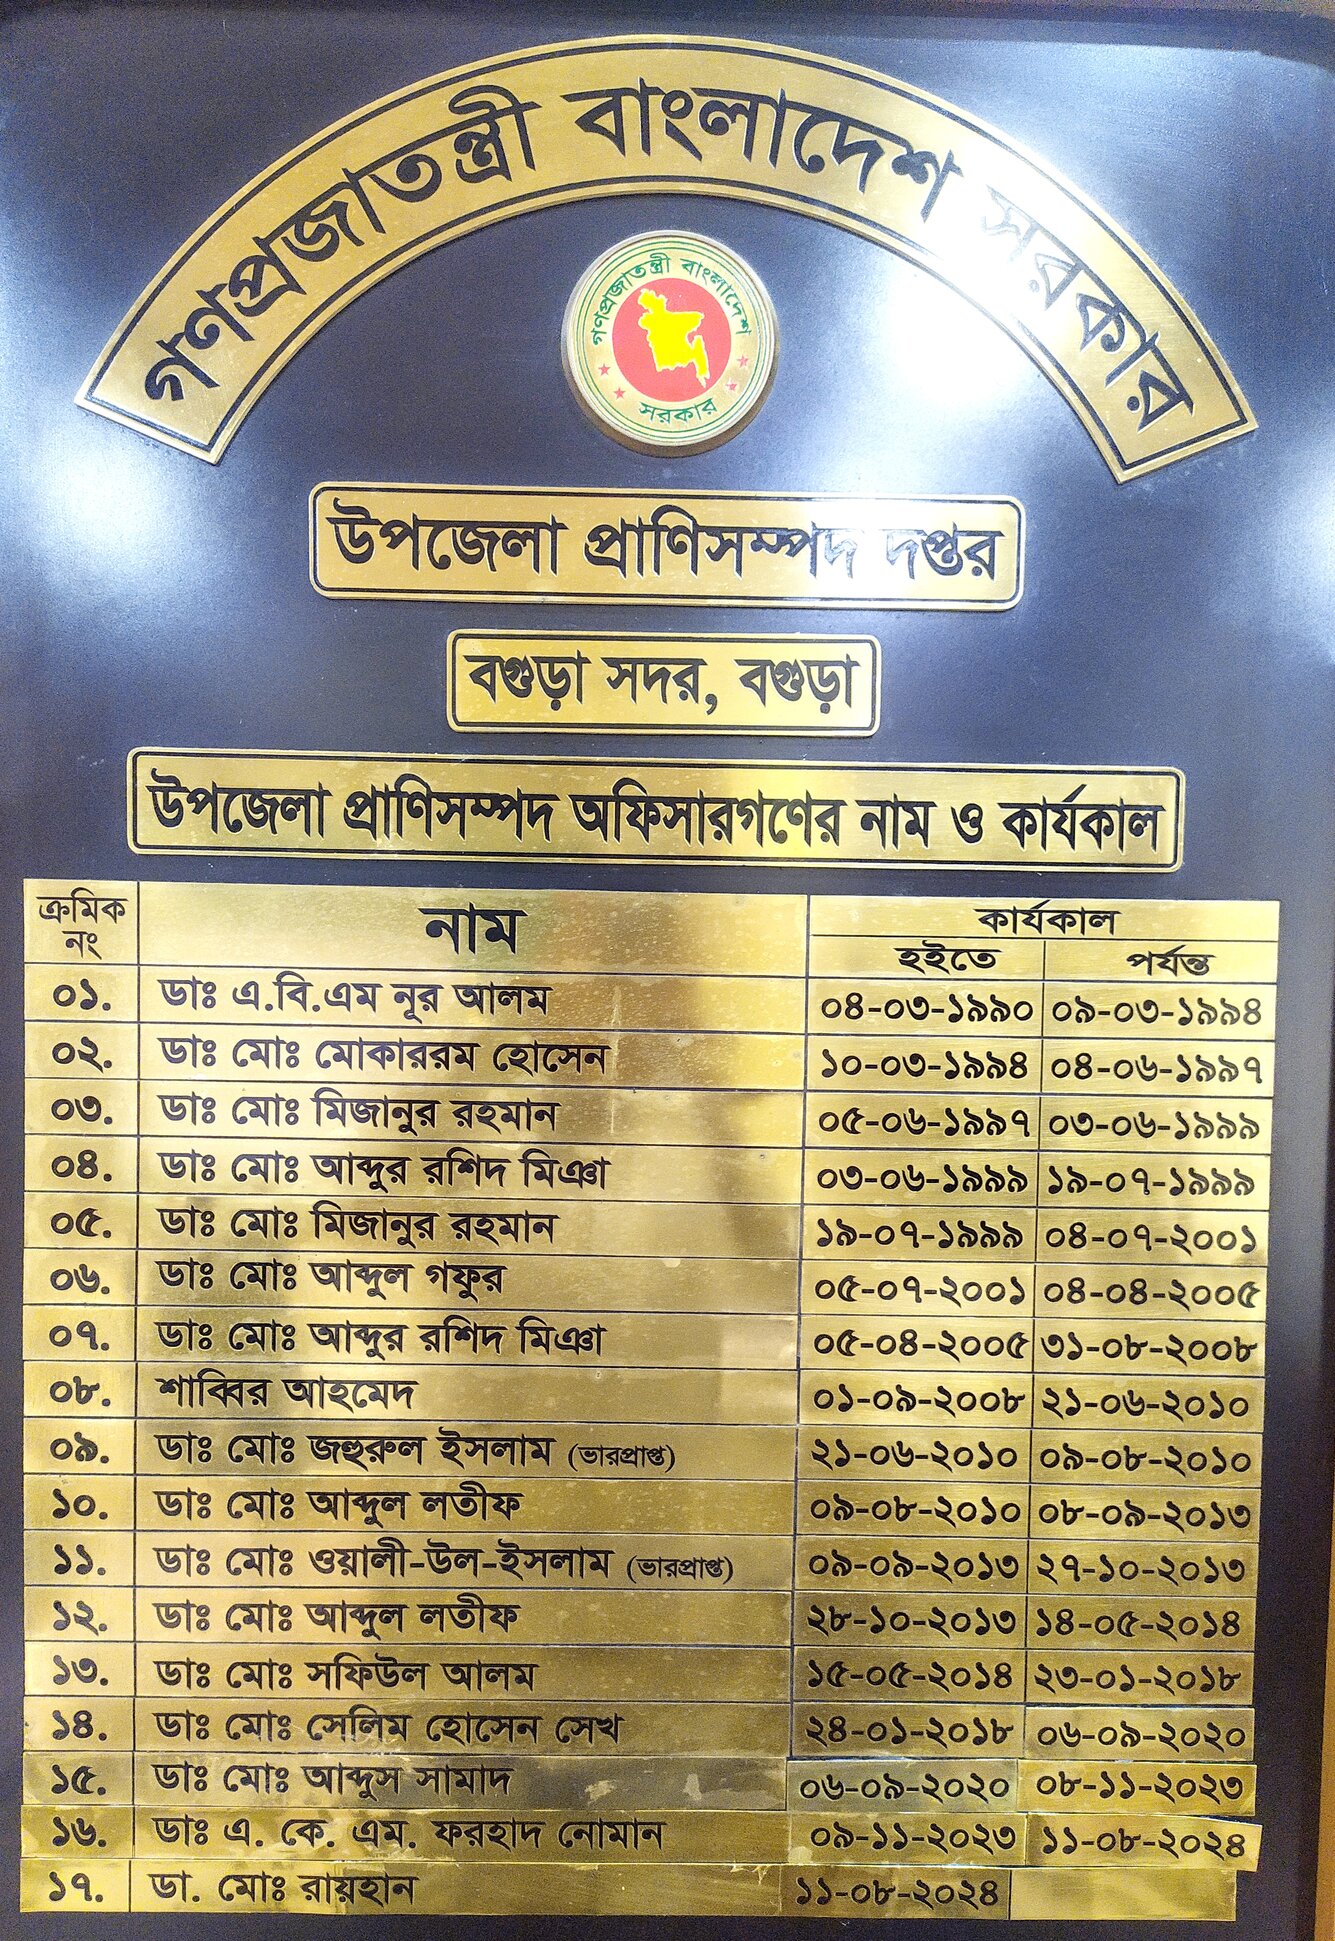 গণপ্রজাতন্ত্রী বাংলাদেশ সরকার
গণপ্রজাতন্ত্রী বাংলাদেশ
সরকার
উপজেলা প্রাণিসম্পদ দপ্তর
বগুড়া সদর, বগুড়া
উপজেলা প্রাণিসম্পদ অফিসারগণের নাম ও কার্যকাল
ক্রমিক নং নাম কার্যকাল
হইতে পর্যন্ত
০১. ডাঃ এ.বি.এম নূর আলম ০৪-০৩-১৯৯০ ০৯-০৩-১৯৯৪
০২. ডাঃ মোঃ মোকাররম হোসেন ১০-০৩-১৯৯৪ ০৪-০৬-১৯৯৭
০৩. ডাঃ মোঃ মিজানুর রহমান ০৫-০৬-১৯৯৭ ০৩-০৬-১৯৯৯
০৪. ডাঃ মোঃ আব্দুর রশিদ মিঞা ০৩-০৬-১৯৯৯ ১৯-০৭-১৯৯৯
০৫. ডাঃ মোঃ মিজানুর রহমান ১৯-০৭-১৯৯৯ ০৪-০৭-২০০১
০৬. ডাঃ মোঃ আব্দুল গফুর ০৫-০৭-২০০১ ০৪-০৪-২০০৫
০৭. ডাঃ মোঃ আব্দুর রশিদ মিঞা ০৫-০৪-২০০৫ ৩১-০৮-২০০৮
০৮. শাব্বির আহমেদ ০১-০৯-২০০৮ ২১-০৬-২০১০
০৯. ডাঃ মোঃ জহুরুল ইসলাম (ভারপ্রাপ্ত) ২১-০৬-২০১০ ০৯-০৮-২০১০
১০. ডাঃ মোঃ আব্দুল লতীফ ০৯-০৮-২০১০ ০৮-০৯-২০১৩
১১. ডাঃ মোঃ ওয়ালী-উল-ইসলাম (ভারপ্রাপ্ত) ০৯-০৯-২০১৩ ২৭-১০-২০১৩
১২. ডাঃ মোঃ আব্দুল লতীফ ২৮-১০-২০১৩ ১৪-০৫-২০১৪
১৩. ডাঃ মোঃ সফিউল আলম ১৫-০৫-২০১৪ ২৩-০১-২০১৮
১৪. ডাঃ মোঃ সেলিম হোসেন সেখ ২৪-০১-২০১৮ ০৬-০৯-২০২০
১৫. ডাঃ মোঃ আব্দুস সামাদ ০৬-০৯-২০২০ ০৮-১১-২০২৩
১৬. ডাঃ এ. কে. এম. ফরহাদ নোমান ০৯-১১-২০২৩ ১১-০৮-২০২৪
১৭. ডা. মোঃ রায়হান ১১-০৮-২০২৪